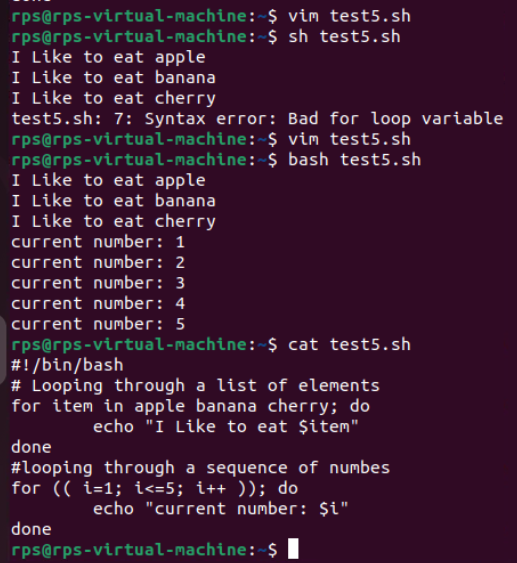 rps@rps-virtual-machine:~$ vim test5.sh
rps@rps-virtual-machine:~$ sh test5.sh
I Like to eat apple
I Like to eat banana
I Like to eat cherry
test5.sh: 7: Syntax error: Bad for loop variable
rps@rps-virtual-machine:~$ vim test5.sh
rps@rps-virtual-machine:~$ bash test5.sh
I Like to eat apple
I Like to eat banana
I Like to eat cherry
current number: 1
current number: 2
current number: 3
current number: 4
current number: 5
rps@rps-virtual-machine:~$ cat test5.sh
#!/bin/bash
# Looping through a list of elements
for item in apple banana cherry; do
        echo "I Like to eat $item"
done
#looping through a sequence of numbes
for (( i=1; i<=5; i++ )); do
        echo "current number: $i"
done
rps@rps-virtual-machine:~$